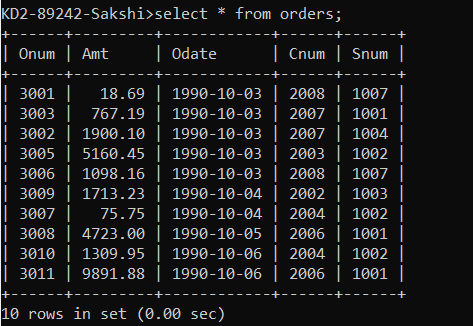 KD2-89242-Sakshi>select * from orders;
+------+---------+------------+------+------+
| Onum | Amt     | Odate      | Cnum | Snum |
+------+---------+------------+------+------+
| 3001 |   18.69 | 1990-10-03 | 2008 | 1007 |
| 3003 |  767.19 | 1990-10-03 | 2007 | 1001 |
| 3002 | 1900.10 | 1990-10-03 | 2007 | 1004 |
| 3005 | 5160.45 | 1990-10-03 | 2003 | 1002 |
| 3006 | 1098.16 | 1990-10-03 | 2008 | 1007 |
| 3009 | 1713.23 | 1990-10-04 | 2002 | 1003 |
| 3007 |   75.75 | 1990-10-04 | 2004 | 1002 |
| 3008 | 4723.00 | 1990-10-05 | 2006 | 1001 |
| 3010 | 1309.95 | 1990-10-06 | 2004 | 1002 |
| 3011 | 9891.88 | 1990-10-06 | 2006 | 1001 |
+------+---------+------------+------+------+
10 rows in set (0.00 sec)